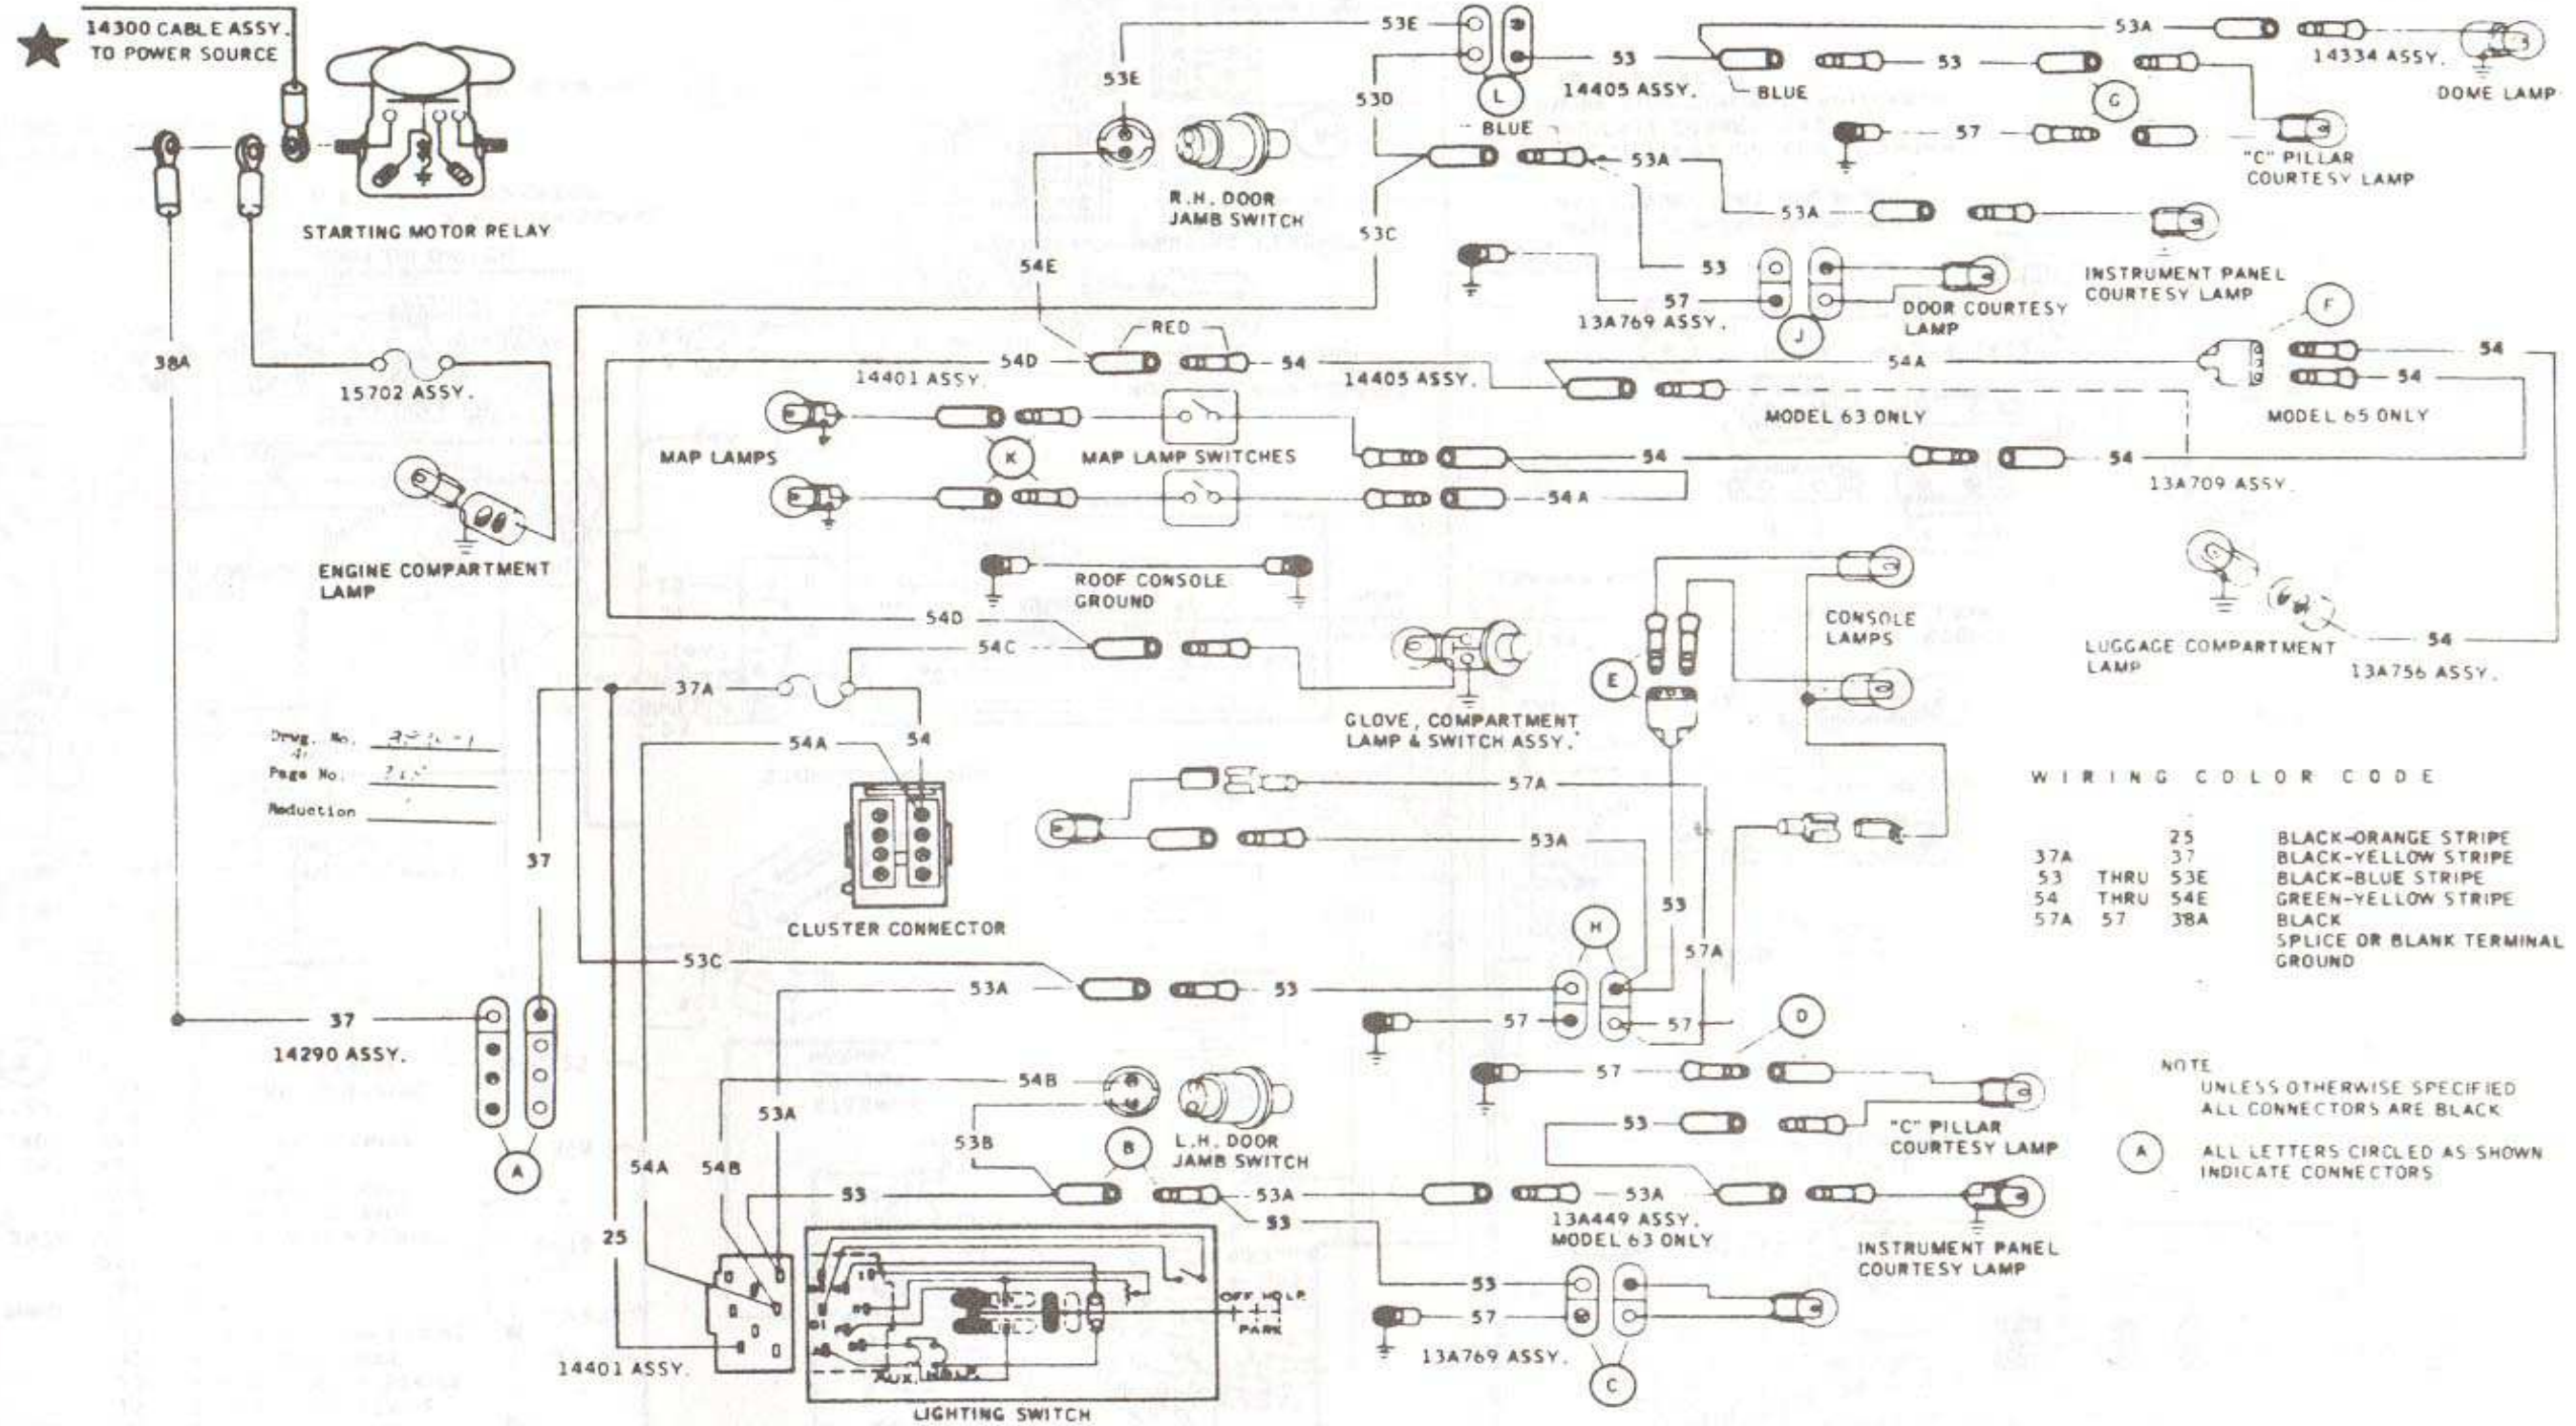 14300 CABLE ASSY.
TO POWER SOURCE
STARTING MOTOR RELAY
38A
15702 ASSY.
ENGINE COMPARTMENT
LAMP
Drwg. No.
Page No.
Reduction
37
14290 ASSY.
A
37
37A
25
53E
53E
53D
53C
R.H. DOOR
JAMB SWITCH
54E
L
BLUE
53
14405 ASSY.
BLUE
53
53A
14334 ASSY.
DOME LAMP
G
57
"C" PILLAR
COURTESY LAMP
53A
53A
INSTRUMENT PANEL
COURTESY LAMP
53
57
13A769 ASSY.
J
DOOR COURTESY
LAMP
F
RED
54D
14401 ASSY.
54
14405 ASSY.
54A
MODEL 63 ONLY
54
54
MODEL 65 ONLY
MAP LAMPS
K
MAP LAMP SWITCHES
54
54
54A
13A709 ASSY.
ROOF CONSOLE
GROUND
54D
54C
CONSOLE
LAMPS
E
LUGGAGE COMPARTMENT
LAMP
54
13A756 ASSY.
GLOVE, COMPARTMENT
LAMP & SWITCH ASSY.
54A
54
CLUSTER CONNECTOR
57A
53A
53
57A
H
WIRING COLOR CODE
25 BLACK-ORANGE STRIPE
37A 37 BLACK-YELLOW STRIPE
53 THRU 53E BLACK-BLUE STRIPE
54 THRU 54E GREEN-YELLOW STRIPE
57A 57 38A BLACK
SPLICE OR BLANK TERMINAL
GROUND
53C
53A
53
57
57
D
54B
53A
53B
B
L.H. DOOR
JAMB SWITCH
57
53
"C" PILLAR
COURTESY LAMP
54A
54B
53
53A
53
53A
13A449 ASSY.
MODEL 63 ONLY
INSTRUMENT PANEL
COURTESY LAMP
53
57
13A769 ASSY.
C
14401 ASSY.
OFF HDLP.
PARK
LIGHTING SWITCH
NOTE
UNLESS OTHERWISE SPECIFIED
ALL CONNECTORS ARE BLACK
A
ALL LETTERS CIRCLED AS SHOWN
INDICATE CONNECTORS